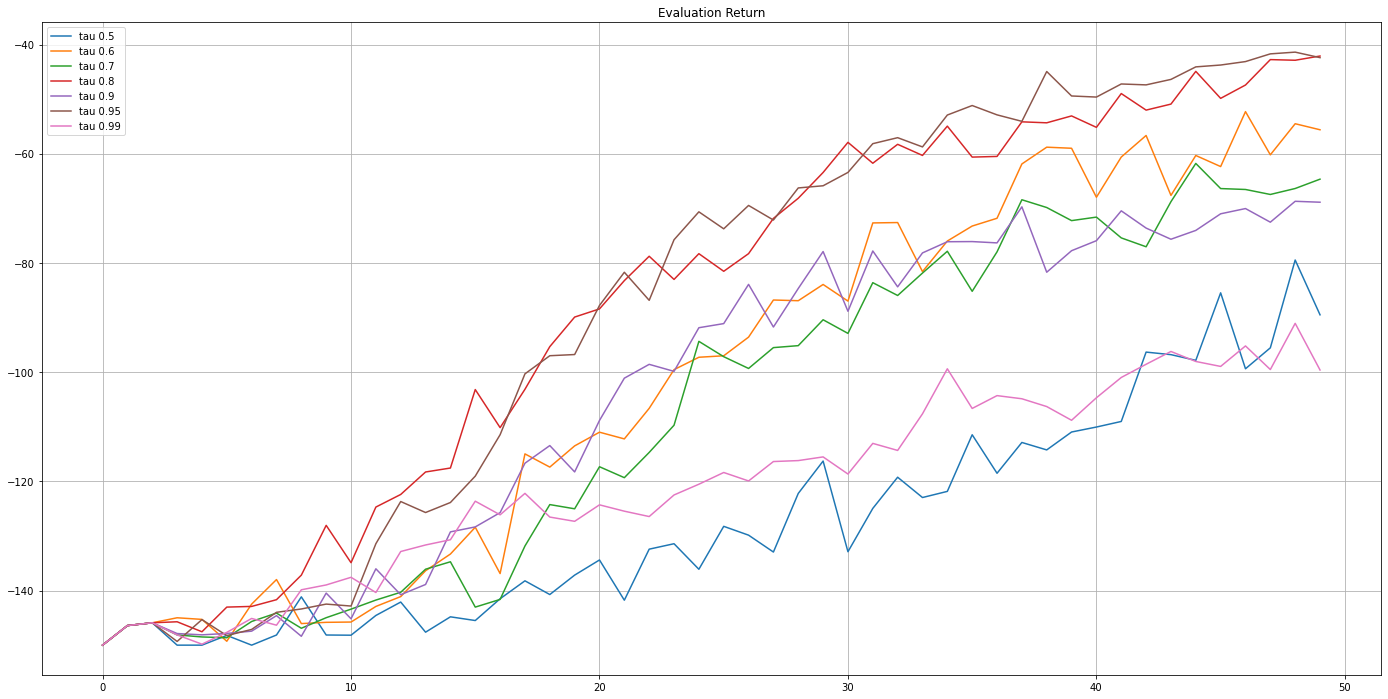 Evaluation Return
tau 0.5
tau 0.6
tau 0.7
tau 0.8
tau 0.9
tau 0.95
tau 0.99
−40
−60
−80
−100
−120
−140
0 10 20 30 40 50